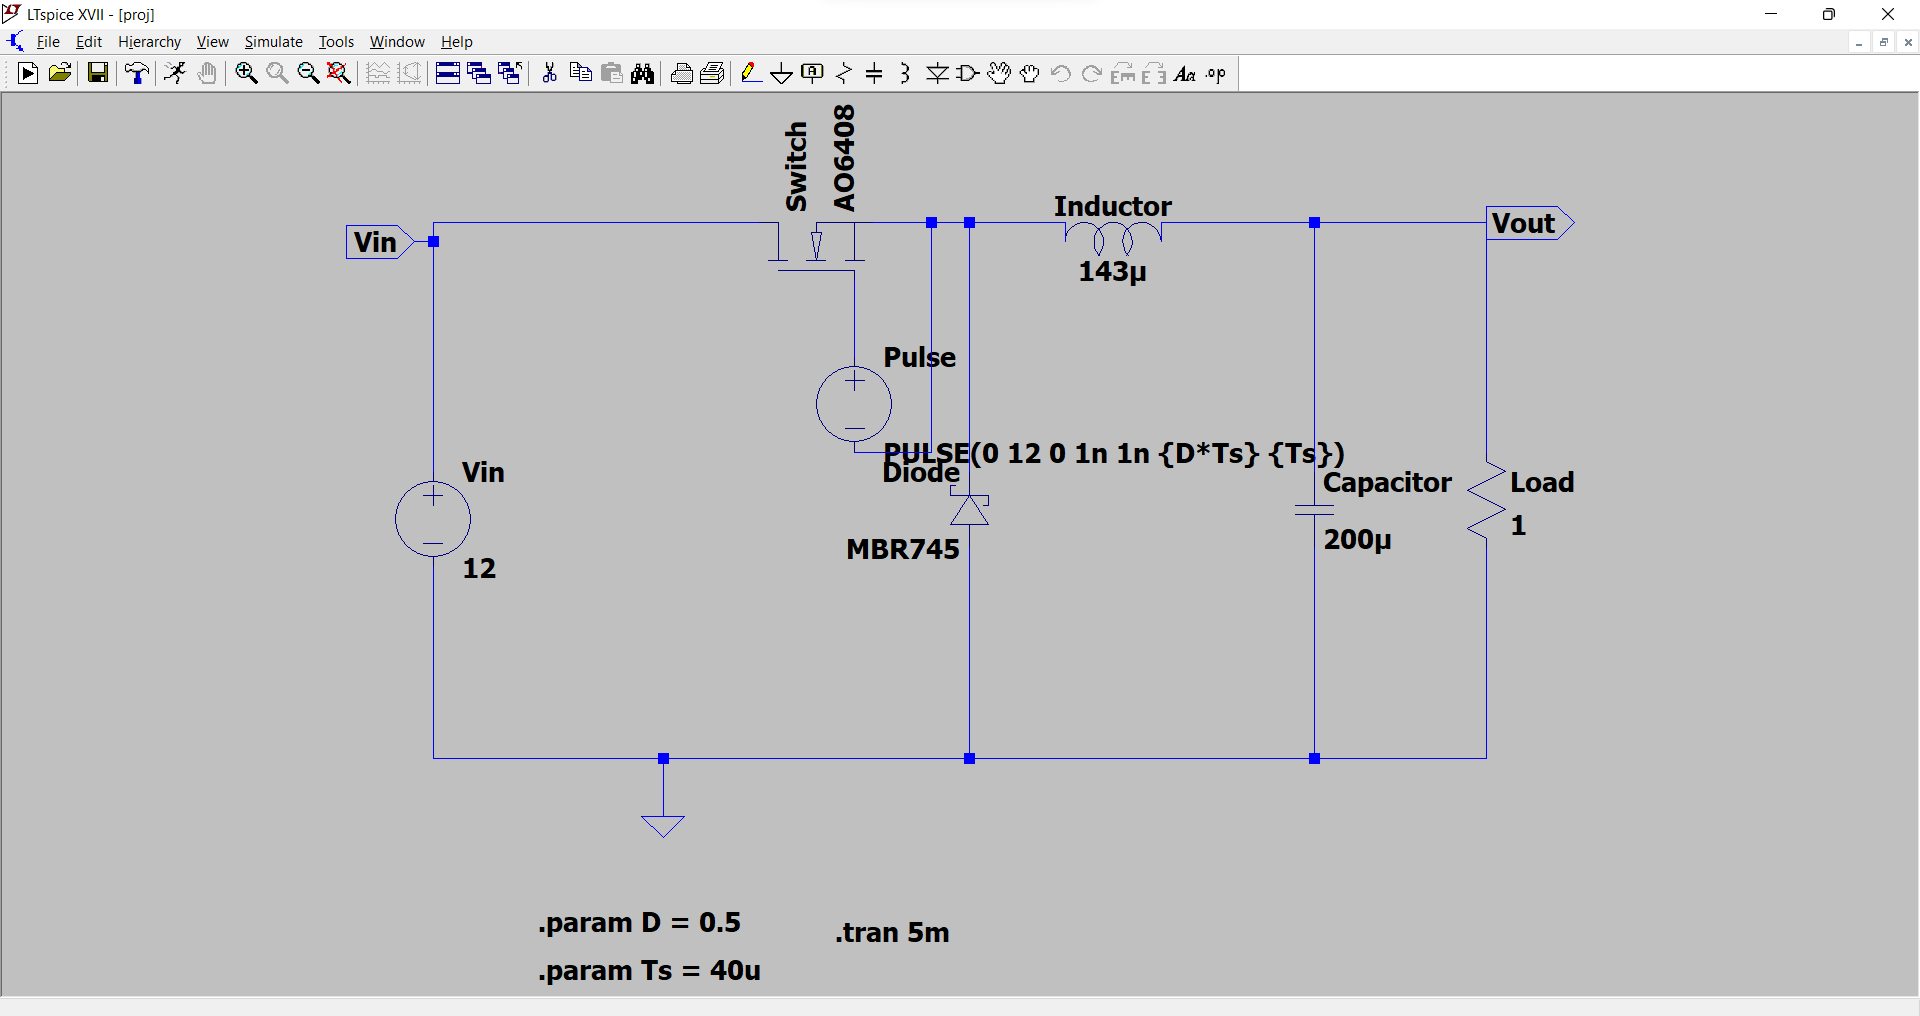 LTspice XVII - [proj]
File Edit Hierarchy View Simulate Tools Window Help
Switch
AO6408
Vin
Inductor
143µ
Vout
Pulse
PULSE(0 12 0 1n 1n {D*Ts} {Ts})
Vin
12
Diode
MBR745
Capacitor
200µ
Load
1
.param D = 0.5
.tran 5m
.param Ts = 40u